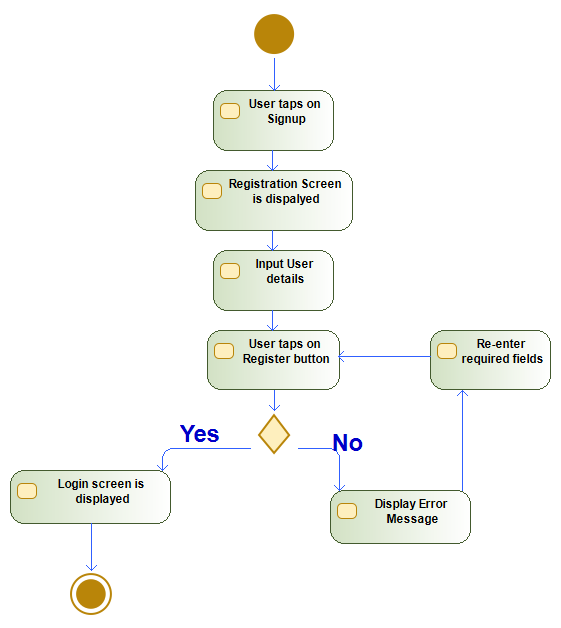 User taps on
Signup
Registration Screen
is dispalyed
Input User
details
User taps on
Register button
Re-enter
required fields
Yes
No
Login screen is
displayed
Display Error
Message